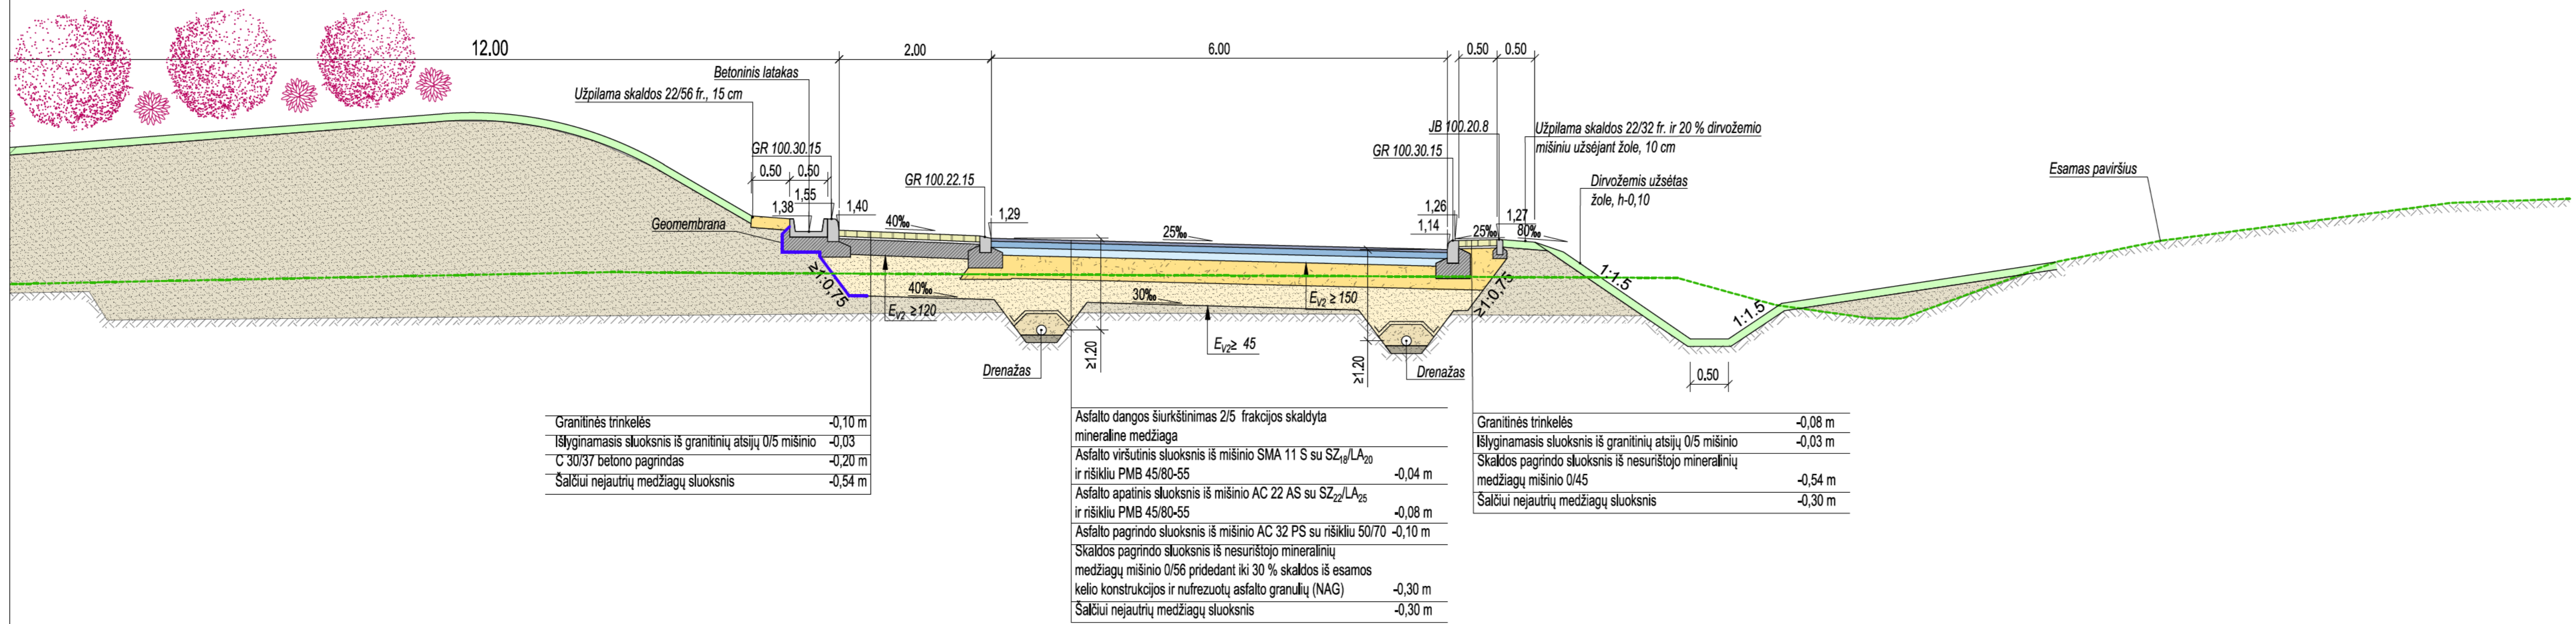 12.00
2.00
6.00
0.50
0.50
Betoninis latakas
Užpilama skaldos 22/56 fr., 15 cm
GR 100.30.15
0.50
0.50
1,55
1,38
1,40
40‰
Geomembrana
GR 100.22.15
1,29
25‰
JB 100.20.8
GR 100.30.15
1,26
1,14
25‰
1,27
80‰
Užpilama skaldos 22/32 fr. ir 20 % dirvožemio
mišiniu užsėjant žole, 10 cm
Dirvožemis užsėtas
žole, h-0,10
Esamas paviršius
≥1:0,75
40‰
EV2 ≥120
30‰
EV2 ≥ 150
EV2≥ 45
≥1:0,75
1:1.5
1:1.5
≥1.20
≥1.20
Drenažas
Drenažas
0.50
Granitinės trinkelės -0,10 m
Išlyginamasis sluoksnis iš granitinių atsijų 0/5 mišinio -0,03
C 30/37 betono pagrindas -0,20 m
Šalčiui nejautrių medžiagų sluoksnis -0,54 m
Asfalto dangos šiurkštinimas 2/5 frakcijos skaldyta
mineraline medžiaga
Asfalto viršutinis sluoksnis iš mišinio SMA 11 S su SZ18/LA20
ir rišikliu PMB 45/80-55 -0,04 m
Asfalto apatinis sluoksnis iš mišinio AC 22 AS su SZ22/LA25
ir rišikliu PMB 45/80-55 -0,08 m
Asfalto pagrindo sluoksnis iš mišinio AC 32 PS su rišikliu 50/70 -0,10 m
Skaldos pagrindo sluoksnis iš nesurištojo mineralinių
medžiagų mišinio 0/56 pridedant iki 30 % skaldos iš esamos
kelio konstrukcijos ir nufrezuotų asfalto granulių (NAG) -0,30 m
Šalčiui nejautrių medžiagų sluoksnis -0,30 m
Granitinės trinkelės -0,08 m
Išlyginamasis sluoksnis iš granitinių atsijų 0/5 mišinio -0,03 m
Skaldos pagrindo sluoksnis iš nesurištojo mineralinių
medžiagų mišinio 0/45 -0,54 m
Šalčiui nejautrių medžiagų sluoksnis -0,30 m